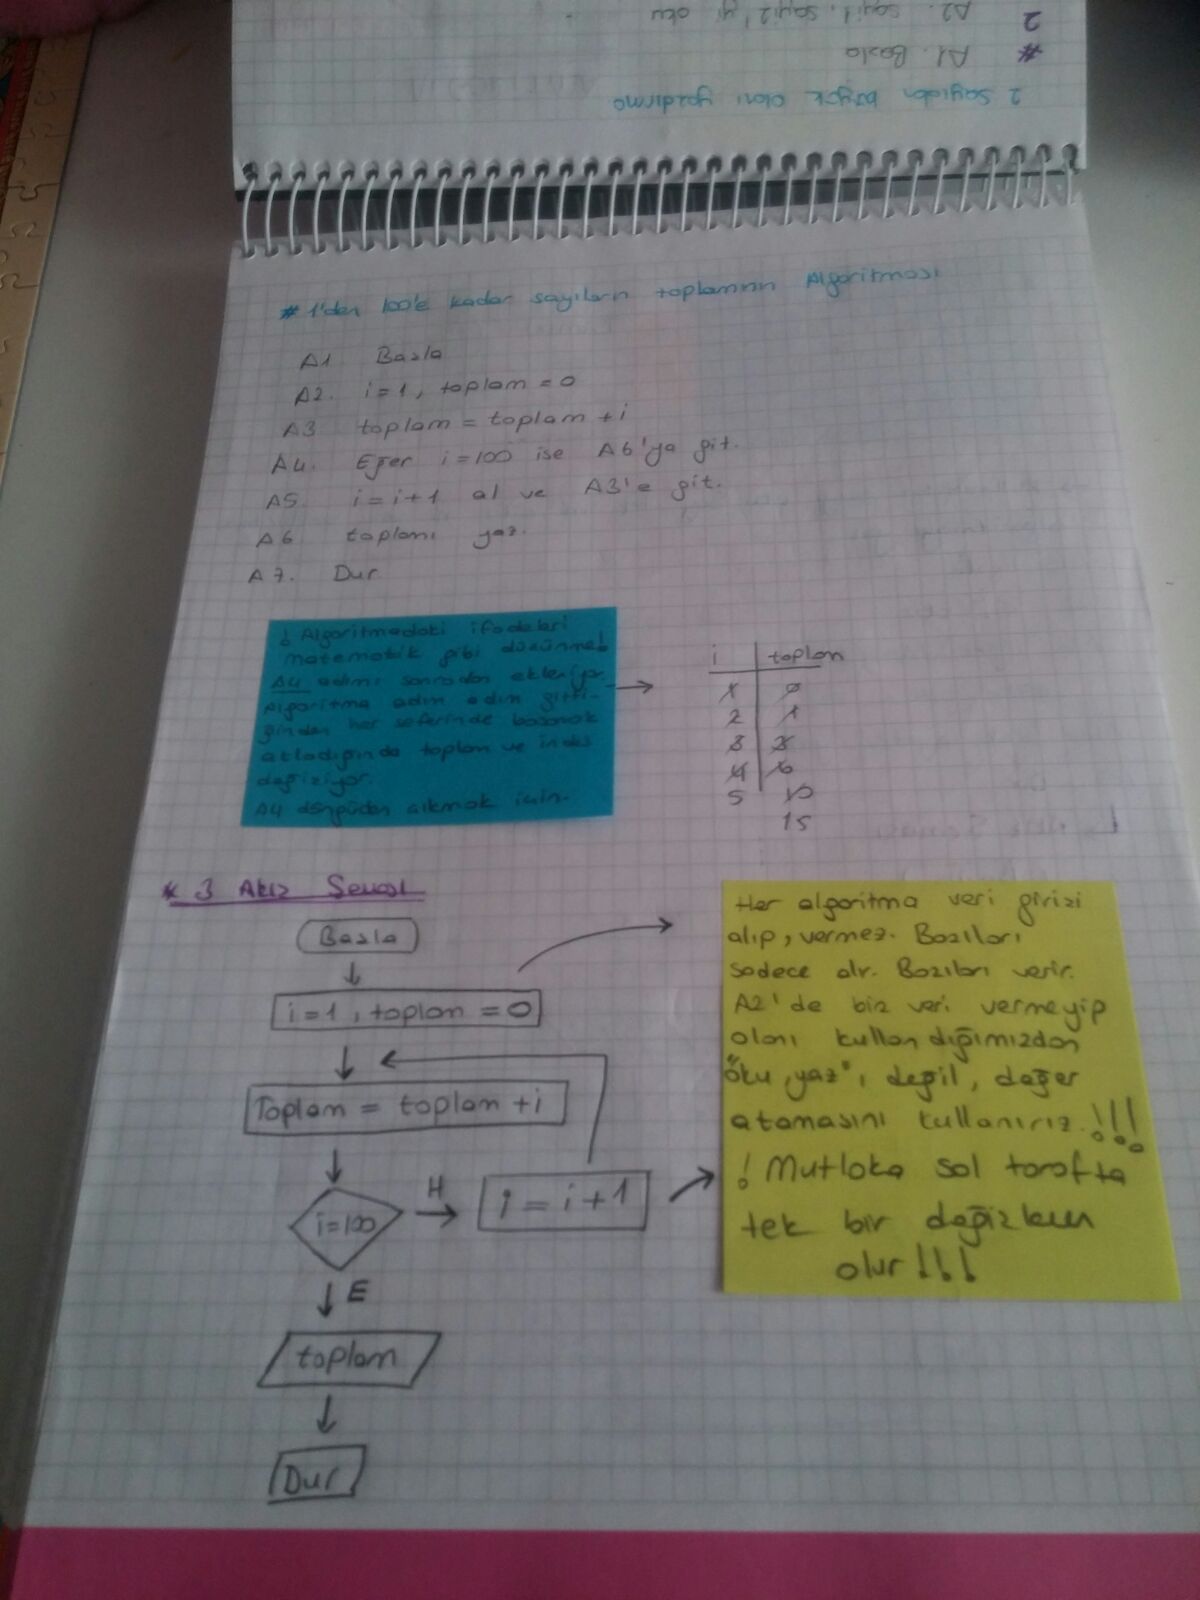 A2. sayı1, sayı2'yi oku
2
# A1. Başla
2 sayıdan büyük olanı yazdırma
# 1'den 100'e kadar sayıların toplamının Algoritması
A1 Başla
A2. i=1, toplam = 0
A3 toplam = toplam + i
A4. Eğer i=100 ise A6'ya git.
A5. i=i+1 al ve A3'e git.
A6 toplamı yaz.
A7. Dur
! Algoritmadaki ifadeleri
matematik gibi düşünme!
A4 adımı sonradan ekleniyor.
Algoritma adım adım gitti-
ğinden her seferinde basamak
atladığında toplam ve indis
değişiyor.
A4 döngüden çıkmak için.
i toplam
1 0
2 1
3 3
4 6
5 10
15
* 3 Akış Şeması
Başla
i=1, toplam = 0
Toplam = toplam + i
i=100
H
i = i+1
E
toplam
Dur
Her algoritma veri girişi
alıp, vermez. Bazıları
sadece alır. Bazıları verir.
A2'de biz veri vermeyip
olanı kullandığımızdan
"oku, yaz", değil, değer
atamasını kullanırız.!!!
! Mutlaka sol tarafta
tek bir değişken
olur!!!